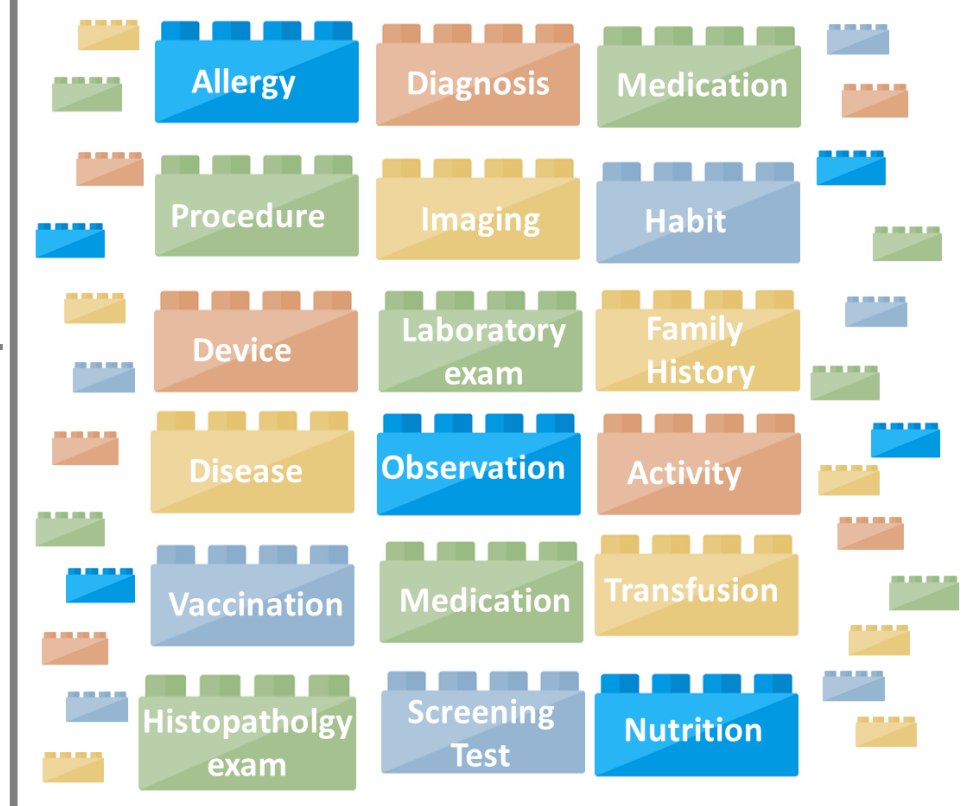 Allergy
Diagnosis
Medication
Procedure
Imaging
Habit
Device
Laboratory
exam
Family
History
Disease
Observation
Activity
Vaccination
Medication
Transfusion
Histopatholgy
exam
Screening
Test
Nutrition